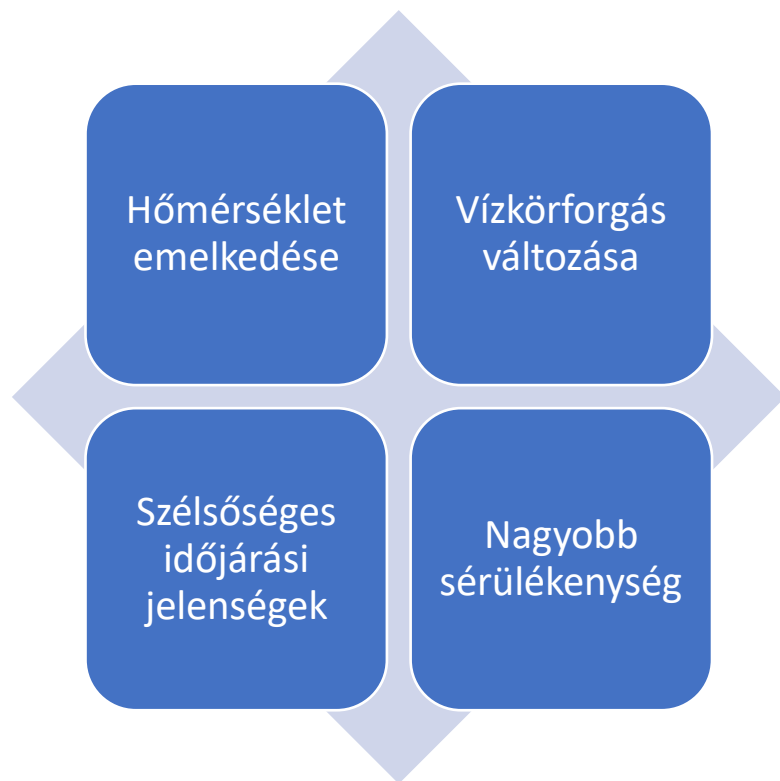 Hőmérséklet
emelkedése
Vízkörforgás
változása
Szélsőséges
időjárási
jelenségek
Nagyobb
sérülékenység